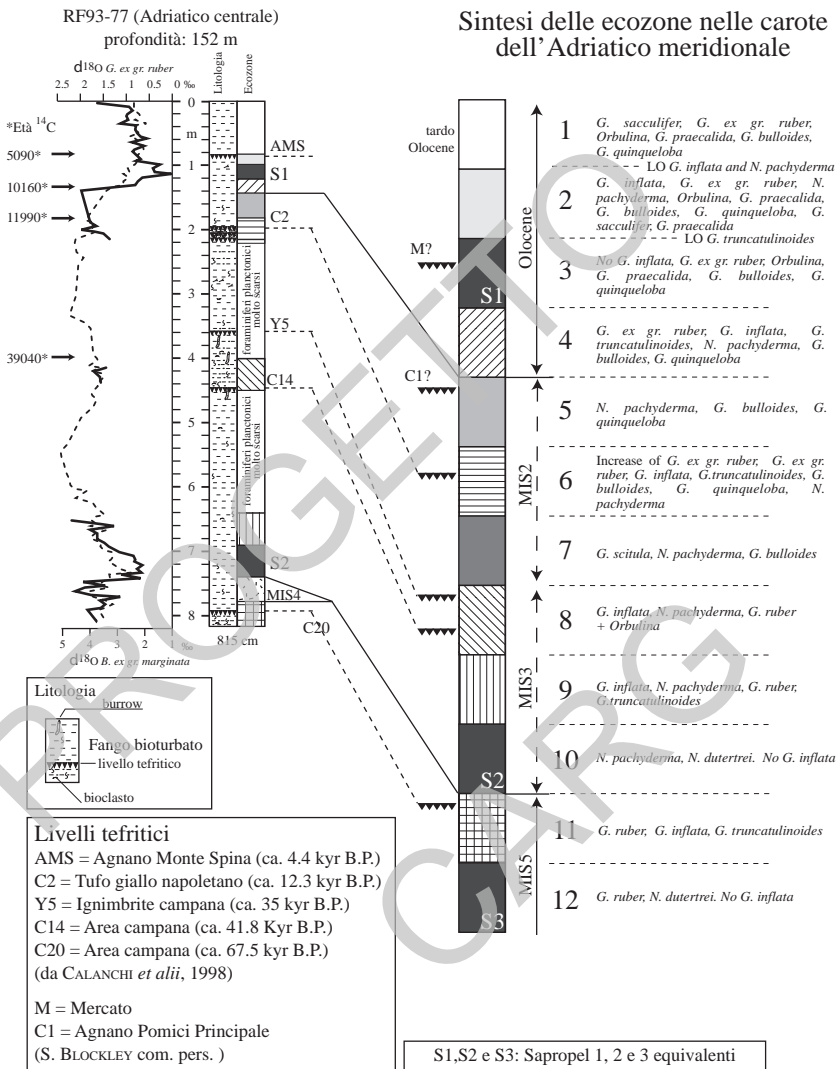 RF93-77 (Adriatico centrale)
profondità: 152 m
d18O G. ex gr ruber
2.5 2 1.5 1 0.5 0 ‰
*Età 14C
5090*
10160*
11990*
39040*
0
m
1
2
3
4
5
6
7
8
5 4 3 2 1 ‰
d18O B. ex gr. marginata
Litologia
Ecozone
foraminiferi planctonici
molto scarsi
foraminiferi planctonici
molto scarsi
815 cm
AMS
S1
C2
Y5
C14
S2
MIS4
C20
Litologia
burrow
Fango bioturbato
livello tefritico
bioclasto
Livelli tefritici
AMS = Agnano Monte Spina (ca. 4.4 kyr B.P.)
C2 = Tufo giallo napoletano (ca. 12.3 kyr B.P.)
Y5 = Ignimbrite campana (ca. 35 kyr B.P.)
C14 = Area campana (ca. 41.8 Kyr B.P.)
C20 = Area campana (ca. 67.5 kyr B.P.)
(da CALANCHI et alii, 1998)
M = Mercato
C1 = Agnano Pomici Principale
(S. BLOCKLEY com. pers. )
Sintesi delle ecozone nelle carote
dell'Adriatico meridionale
tardo
Olocene
M?
C1?
S1
S2
S3
Olocene
MIS2
MIS3
MIS5
1
G. sacculifer, G. ex gr. ruber,
Orbulina, G. praecalida, G. bulloides,
G. quinqueloba
LO G. inflata and N. pachyderma
2
G. inflata, G. ex gr. ruber, N.
pachyderma, Orbulina, G. praecalida,
G. bulloides, G. quinqueloba, G.
sacculifer, G. praecalida
LO G. truncatulinoides
3
No G. inflata, G. ex gr. ruber, Orbulina,
G. praecalida, G. bulloides, G.
quinqueloba
4
G. ex gr. ruber, G. inflata, G.
truncatulinoides, N. pachyderma, G.
bulloides, G. quinqueloba
5
N. pachyderma, G. bulloides, G.
quinqueloba
6
Increase of G. ex gr. ruber, G. ex gr.
ruber, G. inflata, G.truncatulinoides, G.
bulloides, G. quinqueloba, N.
pachyderma
7
G. scitula, N. pachyderma, G. bulloides
8
G. inflata, N. pachyderma, G. ruber
+ Orbulina
9
G. inflata, N. pachyderma, G. ruber,
G.truncatulinoides
10
N. pachyderma, N. dutertrei. No G. inflata
11
G. ruber, G. inflata, G. truncatulinoides
12
G. ruber, N. dutertrei. No G. inflata
S1,S2 e S3: Sapropel 1, 2 e 3 equivalenti
PROGETTO
CARG